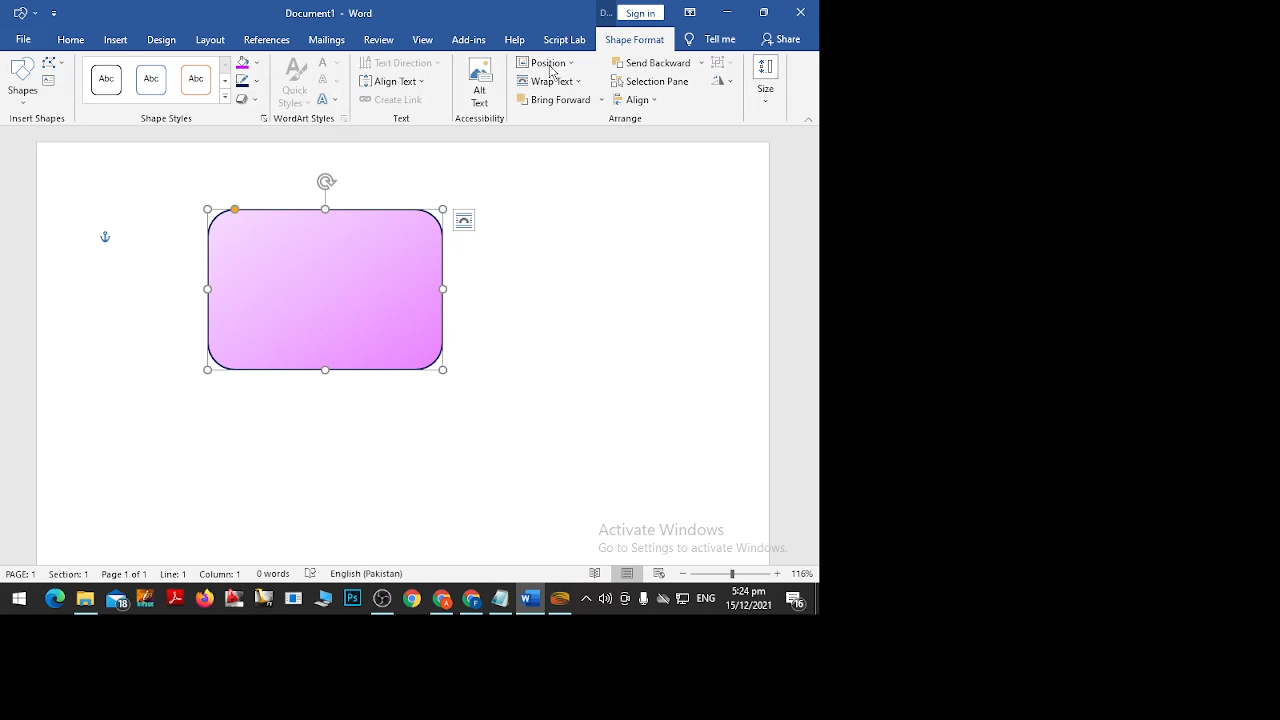 Document1 - Word
D...
Sign in
File
Home
Insert
Design
Layout
References
Mailings
Review
View
Add-ins
Help
Script Lab
Shape Format
Tell me
Share
Shapes
Insert Shapes
Abc
Abc
Abc
Shape Styles
Quick
Styles
A
A
A
WordArt Styles
Text Direction
Align Text
Create Link
Text
Alt
Text
Accessibility
Position
Wrap Text
Bring Forward
Send Backward
Selection Pane
Align
Arrange
Size
Activate Windows
Go to Settings to activate Windows.
PAGE: 1
Section: 1
Page 1 of 1
Line: 1
Column: 1
0 words
English (Pakistan)
116%
18
Ps
ENG
5:24 pm
15/12/2021
16